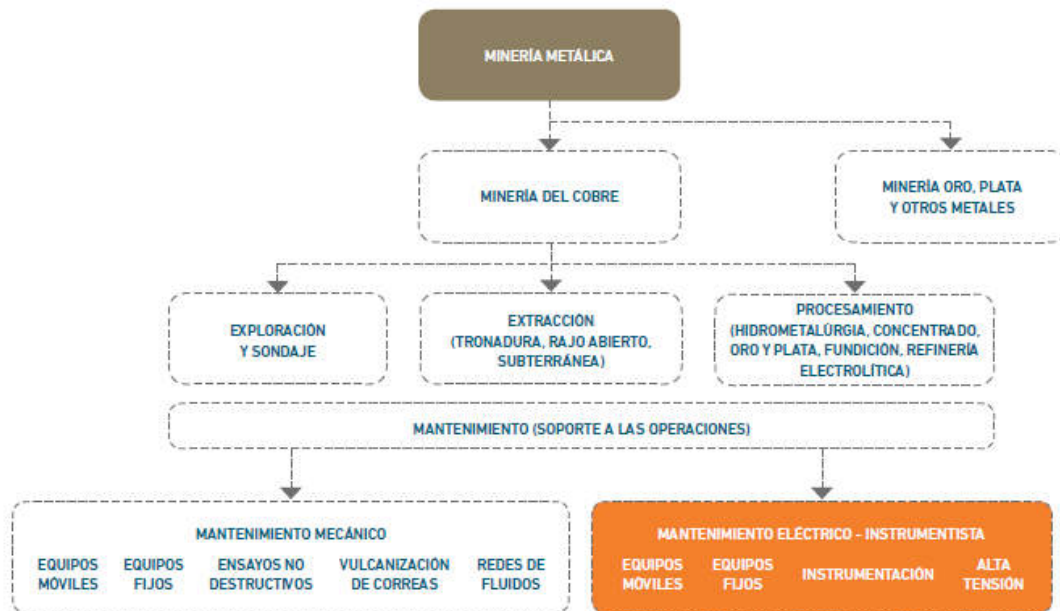 MINERÍA METÁLICA
MINERÍA DEL COBRE
MINERÍA ORO, PLATA
Y OTROS METALES
EXPLORACIÓN
Y SONDAJE
EXTRACCIÓN
(TRONADURA, RAJO ABIERTO,
SUBTERRÁNEA)
PROCESAMIENTO
(HIDROMETALÚRGIA, CONCENTRADO,
ORO Y PLATA, FUNDICIÓN, REFINERÍA
ELECTROLÍTICA)
MANTENIMIENTO (SOPORTE A LAS OPERACIONES)
MANTENIMIENTO MECÁNICO
EQUIPOS
MÓVILES
EQUIPOS
FIJOS
ENSAYOS NO
DESTRUCTIVOS
VULCANIZACIÓN
DE CORREAS
REDES DE
FLUIDOS
MANTENIMIENTO ELÉCTRICO - INSTRUMENTISTA
EQUIPOS
MÓVILES
EQUIPOS
FIJOS
INSTRUMENTACIÓN
ALTA
TENSIÓN